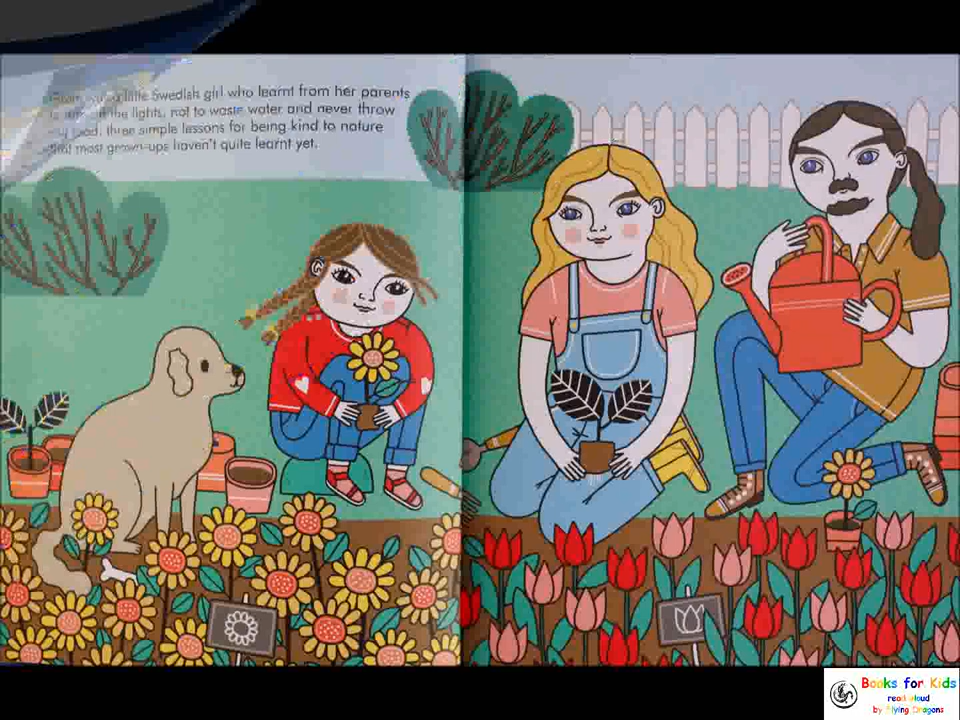 little Swedish girl who learnt from her parents
the lights, not to waste water and never throw
food: three simple lessons for being kind to nature
that most grown-ups haven't quite learnt yet.
Books for Kids
read aloud
by Flying Dragons